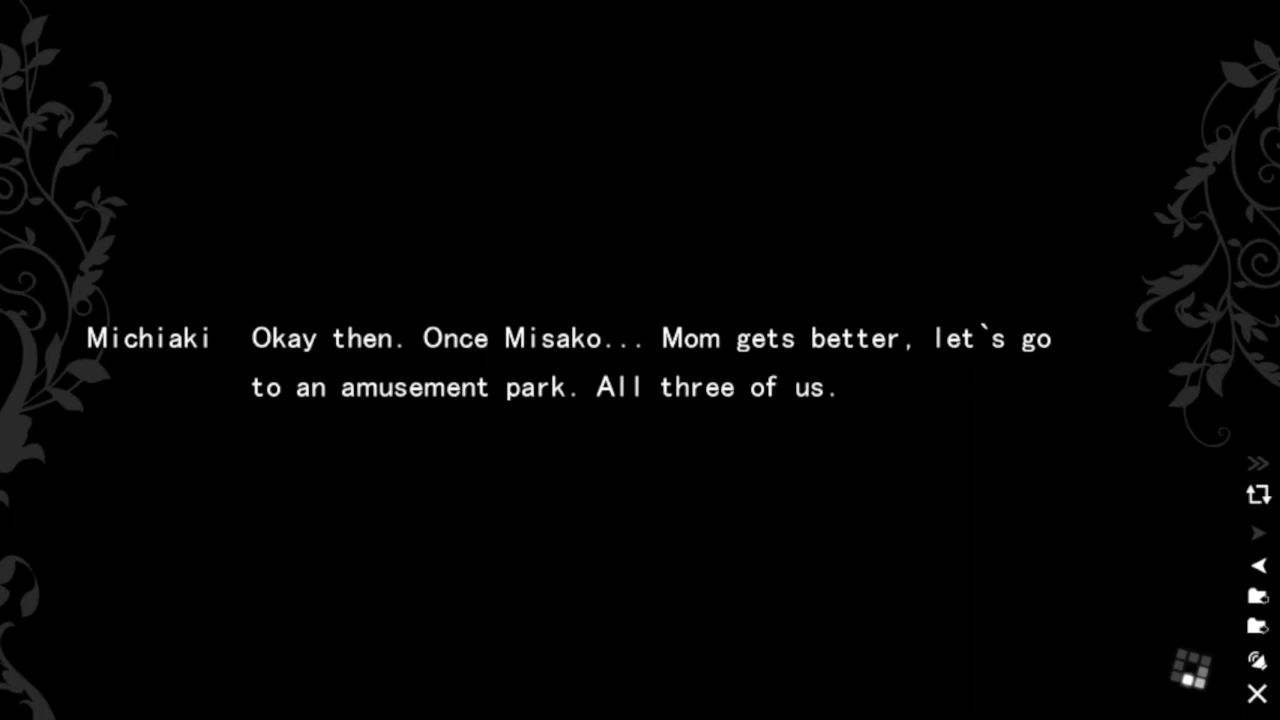 Michiaki Okay then. Once Misako... Mom gets better, let`s go
to an amusement park. All three of us.